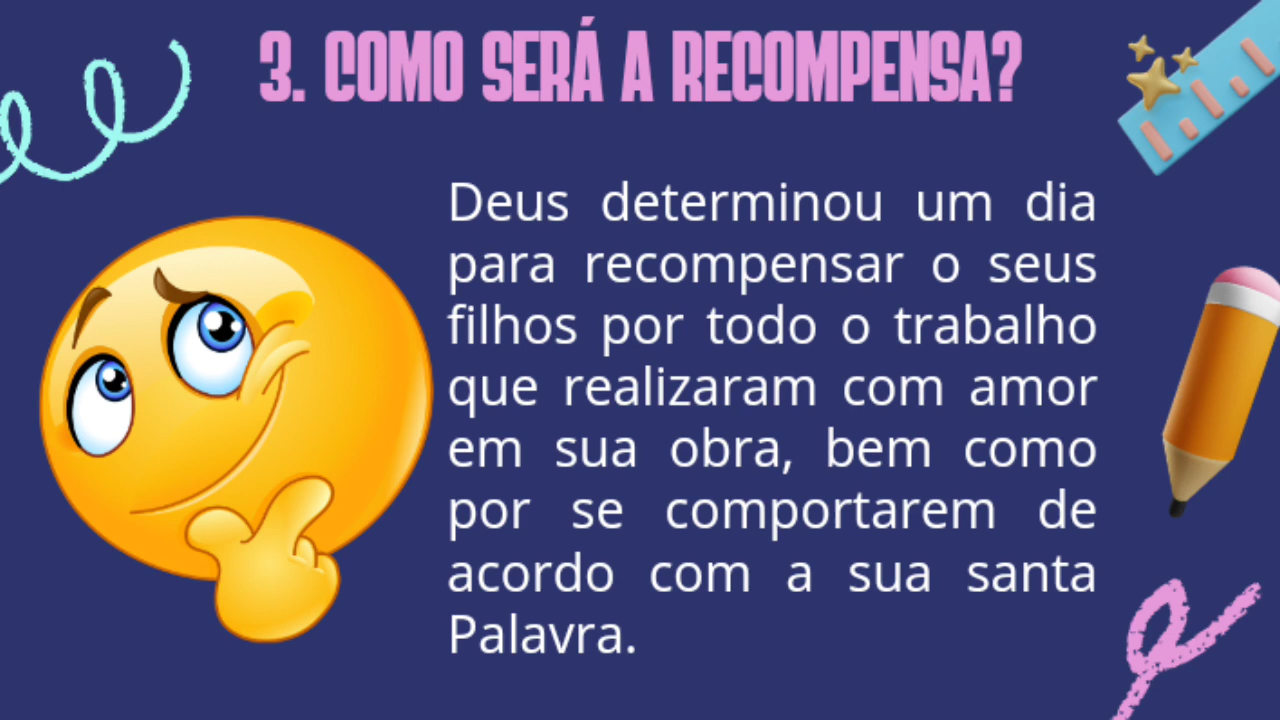 3. COMO SERÁ A RECOMPENSA?
Deus determinou um dia
para recompensar o seus
filhos por todo o trabalho
que realizaram com amor
em sua obra, bem como
por se comportarem de
acordo com a sua santa
Palavra.